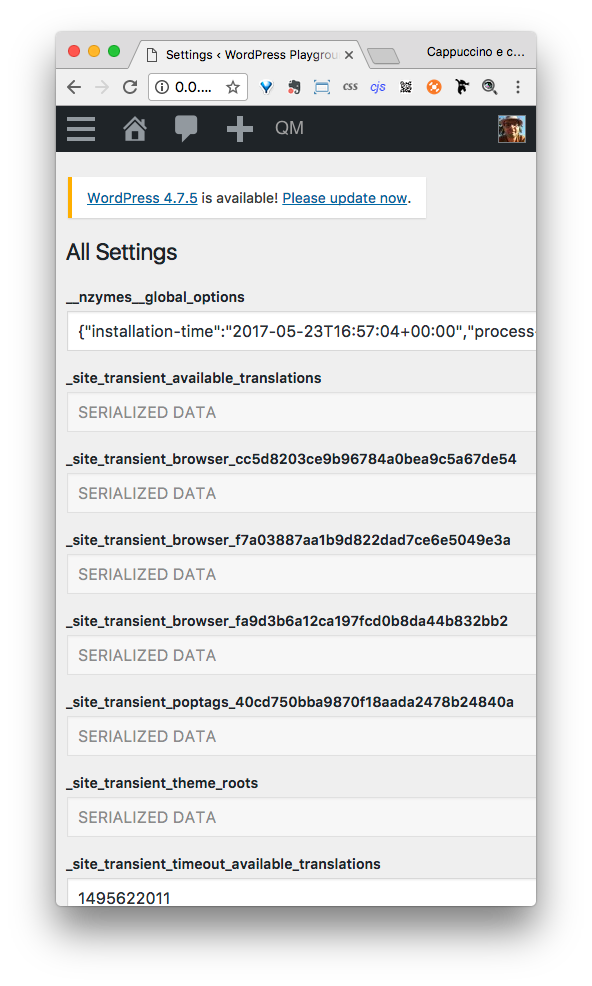 Settings ‹ WordPress Playgrou
Cappuccino e c...
0.0....
css
cjs
QM
WordPress 4.7.5 is available! Please update now.
All Settings
__nzymes__global_options
{"installation-time":"2017-05-23T16:57:04+00:00","process-
_site_transient_available_translations
SERIALIZED DATA
_site_transient_browser_cc5d8203ce9b96784a0bea9c5a67de54
SERIALIZED DATA
_site_transient_browser_f7a03887aa1b9d822dad7ce6e5049e3a
SERIALIZED DATA
_site_transient_browser_fa9d3b6a12ca197fcd0b8da44b832bb2
SERIALIZED DATA
_site_transient_poptags_40cd750bba9870f18aada2478b24840a
SERIALIZED DATA
_site_transient_theme_roots
SERIALIZED DATA
_site_transient_timeout_available_translations
1495622011